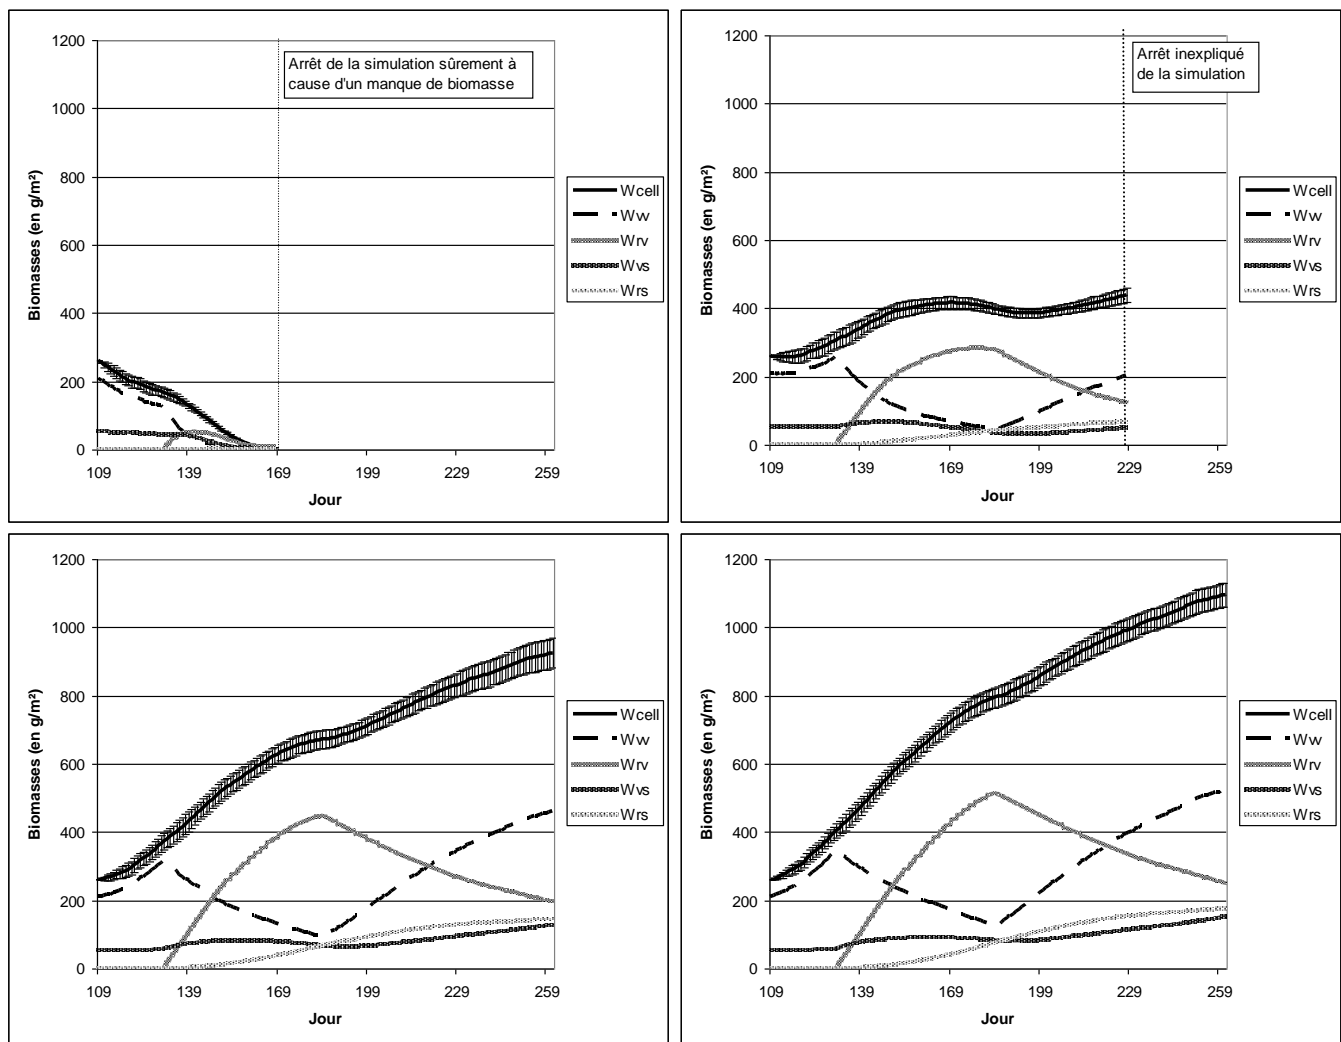 1200
1000
800
600
400
200
0
Biomasses (en g/m²)
Arrêt de la simulation sûrement à
cause d'un manque de biomasse
109 139 169 199 229 259
Jour
Wcell
Wvv
Wrv
Wvs
Wrs
1200
1000
800
600
400
200
0
Biomasses (en g/m²)
Arrêt inexpliqué
de la simulation
109 139 169 199 229 259
Jour
Wcell
Wvv
Wrv
Wvs
Wrs
1200
1000
800
600
400
200
0
Biomasses (en g/m²)
109 139 169 199 229 259
Jour
Wcell
Wvv
Wrv
Wvs
Wrs
1200
1000
800
600
400
200
0
Biomasses (en g/m²)
109 139 169 199 229 259
Jour
Wcell
Wvv
Wrv
Wvs
Wrs